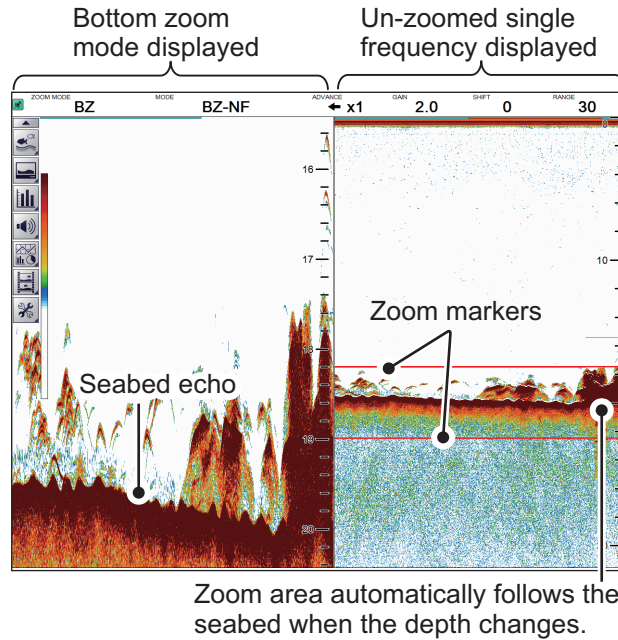 Bottom zoom
mode displayed
Un-zoomed single
frequency displayed
ZOOM MODE
BZ
MODE
BZ-NF
ADVANCE
x1
GAIN
2.0
SHIFT
0
RANGE
30
16
17
18
19
20
10
Zoom markers
Seabed echo
Zoom area automatically follows the
seabed when the depth changes.